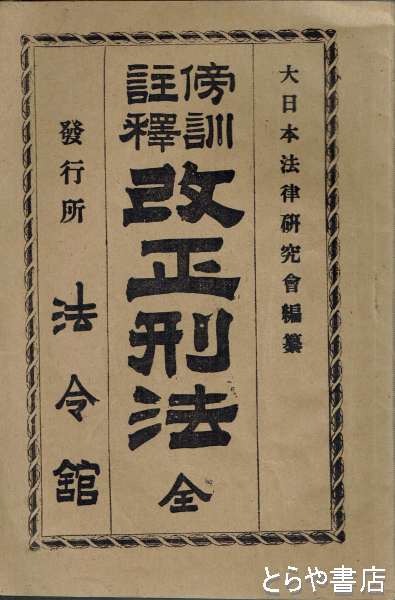 大日本法律研究會編纂
傍訓
註釋
改正刑法 全
發行所 法令館
とらや書店